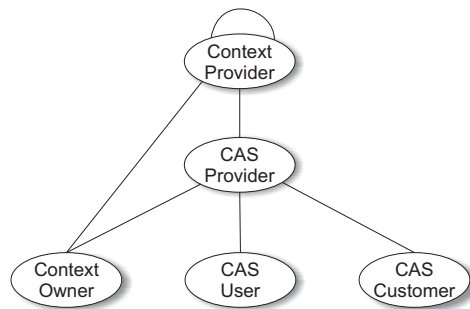 Context
Provider
CAS
Provider
Context
Owner
CAS
User
CAS
Customer